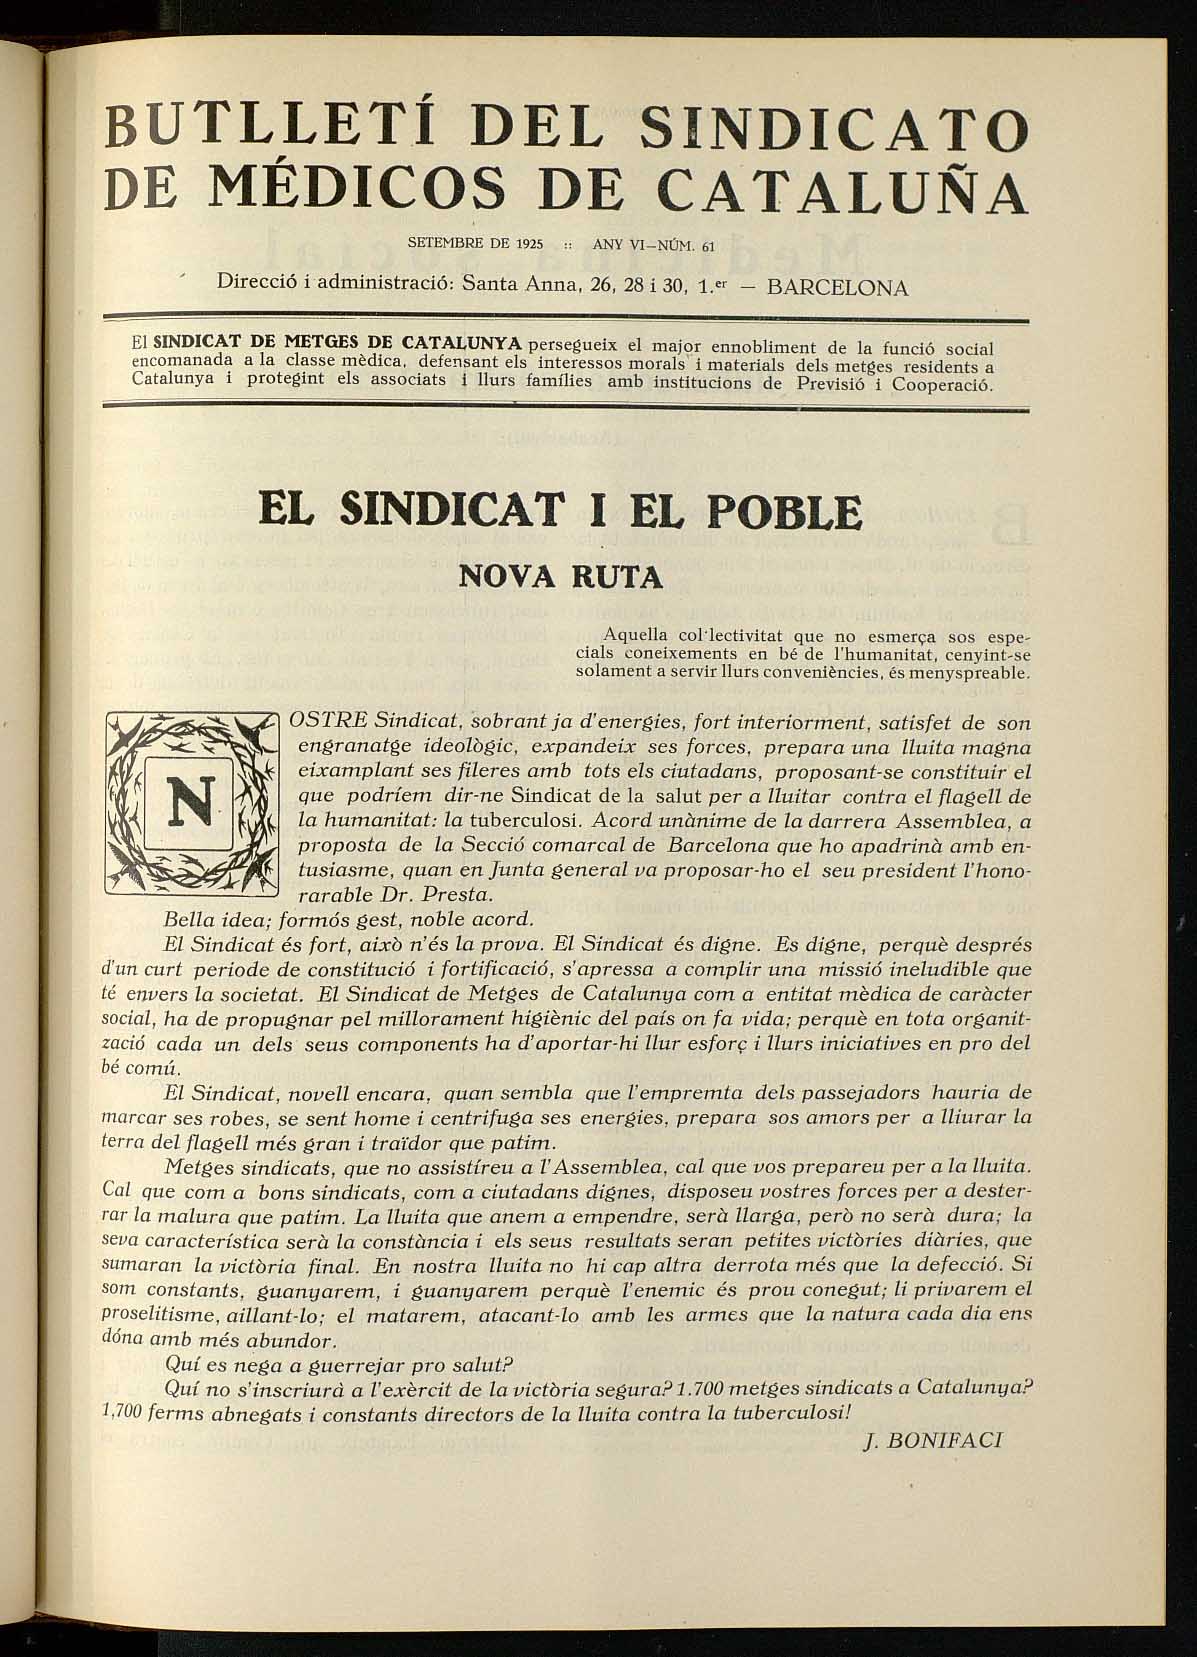 BUTLLETÍ DEL SINDICATO
DE MÉDICOS DE CATALUÑA
SETEMBRE DE 1925 :: ANY VI—NÚM. 61
Direcció i administració: Santa Anna, 26, 28 i 30, 1.er — BARCELONA
El SINDICAT DE METGES DE CATALUNYA persegueix el major ennobliment de la funció social
encomanada a la classe mèdica, defensant els interessos morals i materials dels metges residents a
Catalunya i protegint els associats i llurs famílies amb institucions de Previsió i Cooperació.
EL SINDICAT I EL POBLE
NOVA RUTA
Aquella col·lectivitat que no esmerça sos espe-
cials coneixements en bé de l'humanitat, cenyint-se
solament a servir llurs conveniències, és menyspreable.
NOSTRE Sindicat, sobrant ja d'energies, fort interiorment, satisfet de son
engranatge ideològic, expandeix ses forces, prepara una lluita magna
eixamplant ses fileres amb tots els ciutadans, proposant-se constituir el
que podríem dir-ne Sindicat de la salut per a lluitar contra el flagell de
la humanitat: la tuberculosi. Acord unànime de la darrera Assemblea, a
proposta de la Secció comarcal de Barcelona que ho apadrinà amb en-
tusiasme, quan en Junta general va proposar-ho el seu president l'hono-
rarable Dr. Presta.
Bella idea; formós gest, noble acord.
El Sindicat és fort, això n'és la prova. El Sindicat és digne. Es digne, perquè després
d'un curt periode de constitució i fortificació, s'apressa a complir una missió ineludible que
té envers la societat. El Sindicat de Metges de Catalunya com a entitat mèdica de caràcter
social, ha de propugnar pel millorament higiènic del país on fa vida; perquè en tota organit-
zació cada un dels seus components ha d'aportar-hi llur esforç i llurs iniciatives en pro del
bé comú.
El Sindicat, novell encara, quan sembla que l'empremta dels passejadors hauria de
marcar ses robes, se sent home i centrifuga ses energies, prepara sos amors per a lliurar la
terra del flagell més gran i traïdor que patim.
Metges sindicats, que no assistíreu a l'Assemblea, cal que vos prepareu per a la lluita.
Cal que com a bons sindicats, com a ciutadans dignes, disposeu vostres forces per a dester-
rar la malura que patim. La lluita que anem a empendre, serà llarga, però no serà dura; la
seva característica serà la constància i els seus resultats seran petites victòries diàries, que
sumaran la victòria final. En nostra lluita no hi cap altra derrota més que la defecció. Si
som constants, guanyarem, i guanyarem perquè l'enemic és prou conegut; li privarem el
proselitisme, aillant-lo; el matarem, atacant-lo amb les armes que la natura cada dia ens
dóna amb més abundor.
Quí es nega a guerrejar pro salut?
Quí no s'inscriurà a l'exèrcit de la victòria segura? 1.700 metges sindicats a Catalunya?
1,700 ferms abnegats i constants directors de la lluita contra la tuberculosi!
J. BONIFACI